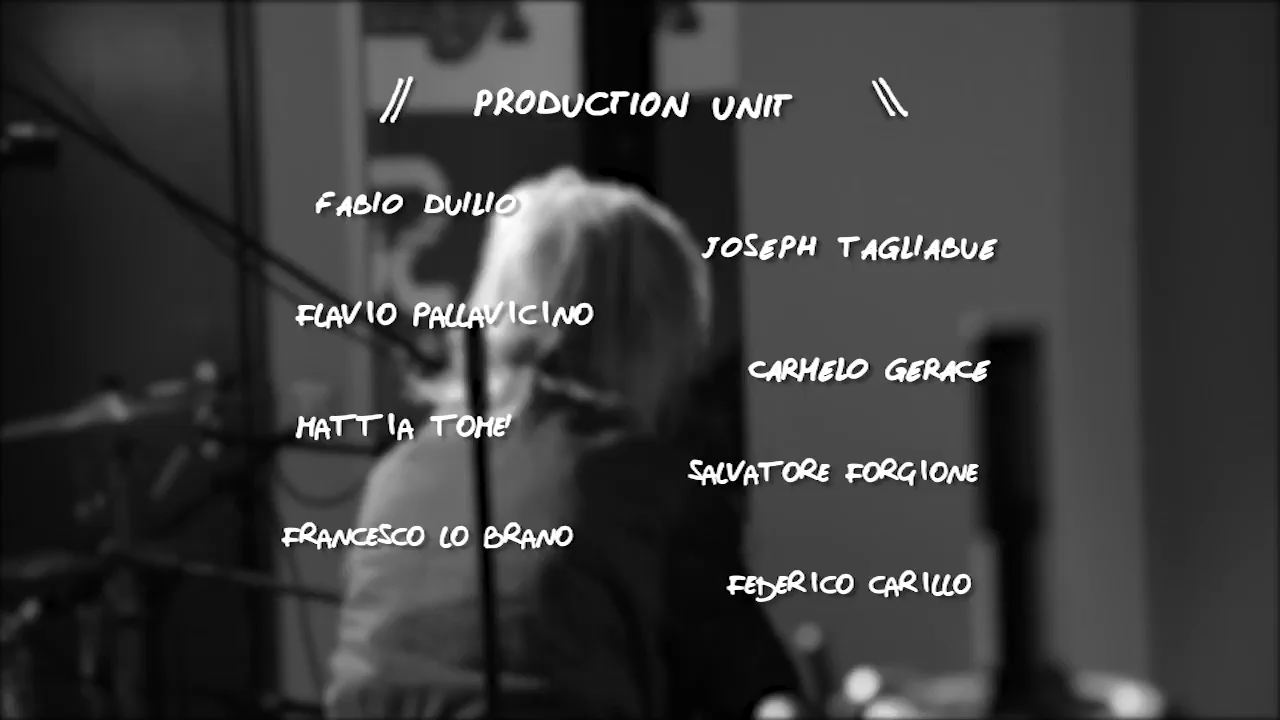 // PRODUCTION UNIT \\
FABIO DUILIO
JOSEPH TAGLIABUE
FLAVIO PALLAVICINO
CARMELO GERACE
MATTIA TOME'
SALVATORE FORGIONE
FRANCESCO LO BRANO
FEDERICO CARILLO